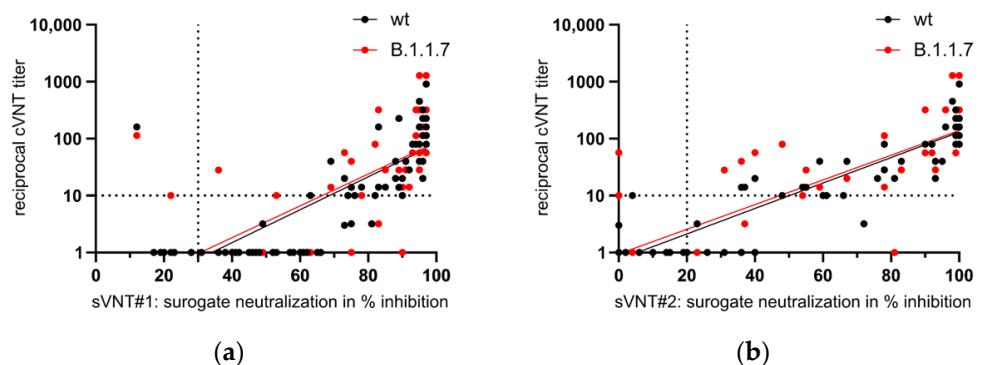 wt
B.1.1.7
reciprocal cVNT titer
10,000
1000
100
10
1
0 20 40 60 80 100
sVNT#1: surogate neutralization in % inhibition
(a)
wt
B.1.1.7
reciprocal cVNT titer
10,000
1000
100
10
1
0 20 40 60 80 100
sVNT#2: surogate neutralization in % inhibition
(b)